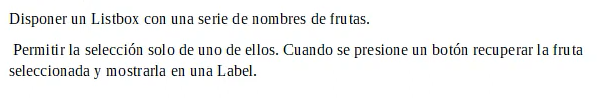 Disponer un Listbox con una serie de nombres de frutas.
Permitir la selección solo de uno de ellos. Cuando se presione un botón recuperar la fruta
seleccionada y mostrarla en una Label.